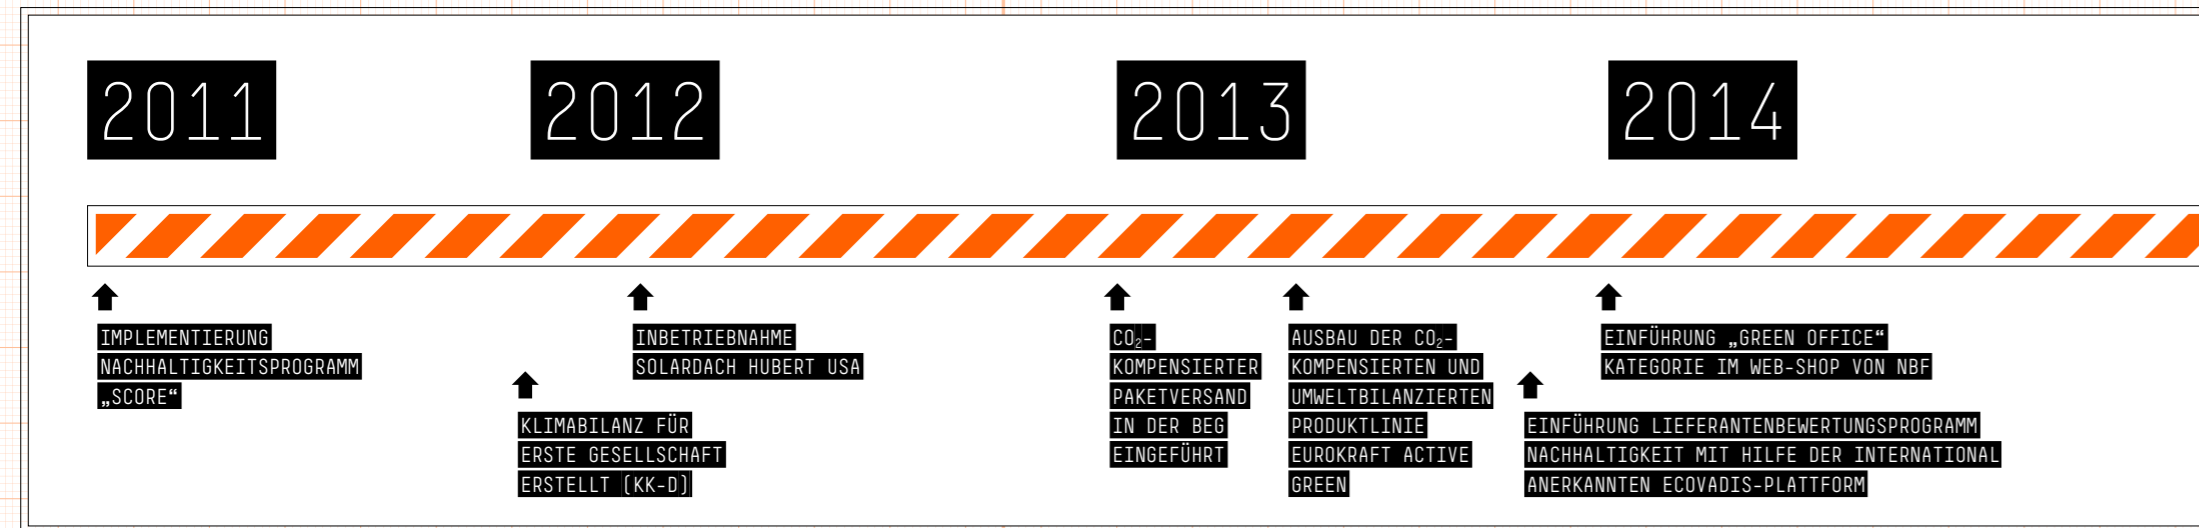 2011
2012
2013
2014
IMPLEMENTIERUNG
NACHHALTIGKEITSPROGRAMM
„SCORE“
KLIMABILANZ FÜR
ERSTE GESELLSCHAFT
ERSTELLT (KK-D)
INBETRIEBNAHME
SOLARDACH HUBERT USA
CO₂-
KOMPENSIERTER
PAKETVERSAND
IN DER BEG
EINGEFÜHRT
AUSBAU DER CO₂-
KOMPENSIERTEN UND
UMWELTBILANZIERTEN
PRODUKTLINIE
EUROKRAFT ACTIVE
GREEN
EINFÜHRUNG LIEFERANTENBEWERTUNGSPROGRAMM
NACHHALTIGKEIT MIT HILFE DER INTERNATIONAL
ANERKANNTEN ECOVADIS-PLATTFORM
EINFÜHRUNG „GREEN OFFICE“
KATEGORIE IM WEB-SHOP VON NBF